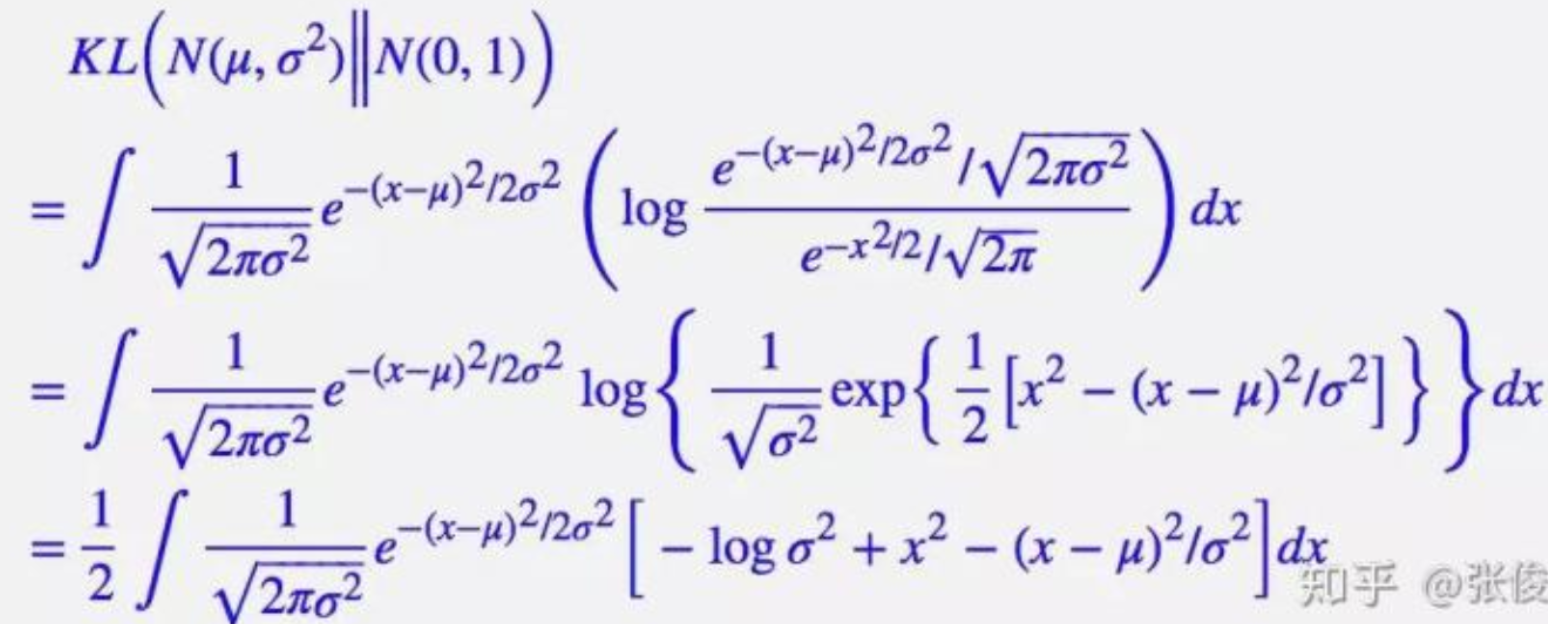 KL(N(μ, σ²)‖N(0, 1))
= ∫ 1/√(2πσ²) e^{−(x−μ)²/2σ²} (log (e^{−(x−μ)²/2σ²}/√(2πσ²))/(e^{−x²/2}/√(2π))) dx
= ∫ 1/√(2πσ²) e^{−(x−μ)²/2σ²} log{1/√(σ²) exp{1/2 [x² − (x − μ)²/σ²]}} dx
= 1/2 ∫ 1/√(2πσ²) e^{−(x−μ)²/2σ²} [− log σ² + x² − (x − μ)²/σ²] dx
知乎 @张俊